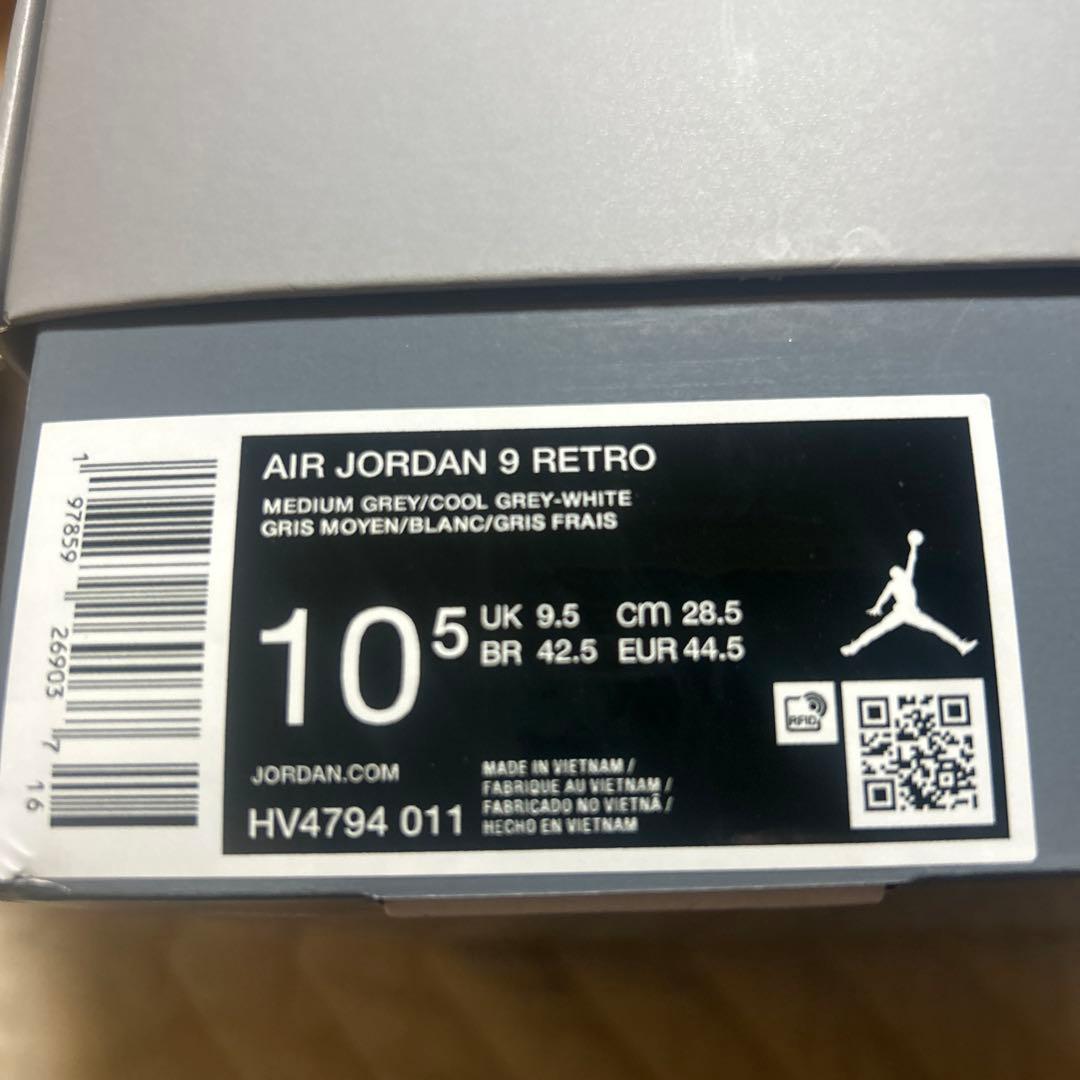 AIR JORDAN 9 RETRO
MEDIUM GREY/COOL GREY-WHITE
GRIS MOYEN/BLANC/GRIS FRAIS
10 5
UK 9.5 cm 28.5
BR 42.5 EUR 44.5
RFID
JORDAN.COM
HV4794 011
MADE IN VIETNAM /
FABRIQUE AU VIETNAM /
FABRICADO NO VIETNÃ /
HECHO EN VIETNAM
1 97859 26903 7 16